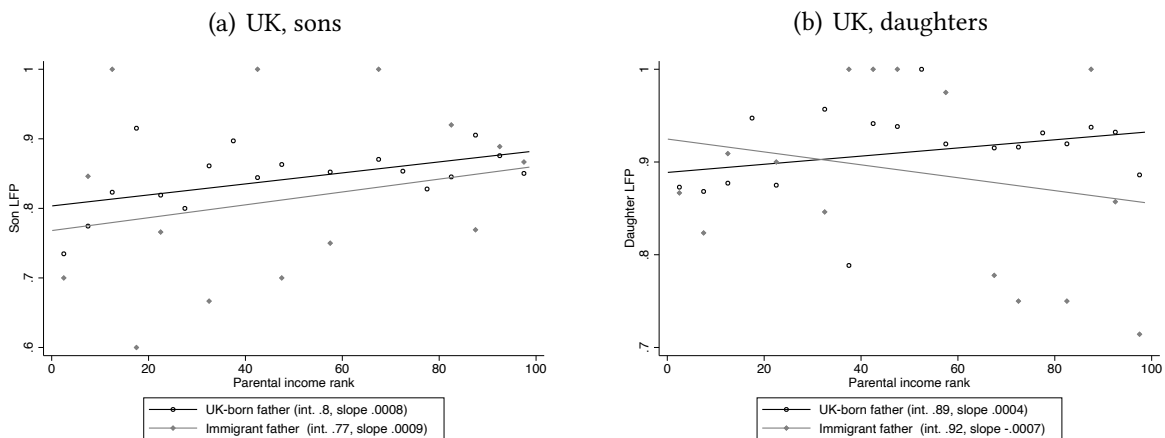 (a) UK, sons
1
.9
.8
.7
.6
Son LFP
0 20 40 60 80 100
Parental income rank
UK-born father (int. .8, slope .0008)
Immigrant father (int. .77, slope .0009)
(b) UK, daughters
1
.9
.8
.7
Daughter LFP
0 20 40 60 80 100
Parental income rank
UK-born father (int. .89, slope .0004)
Immigrant father (int. .92, slope -.0007)